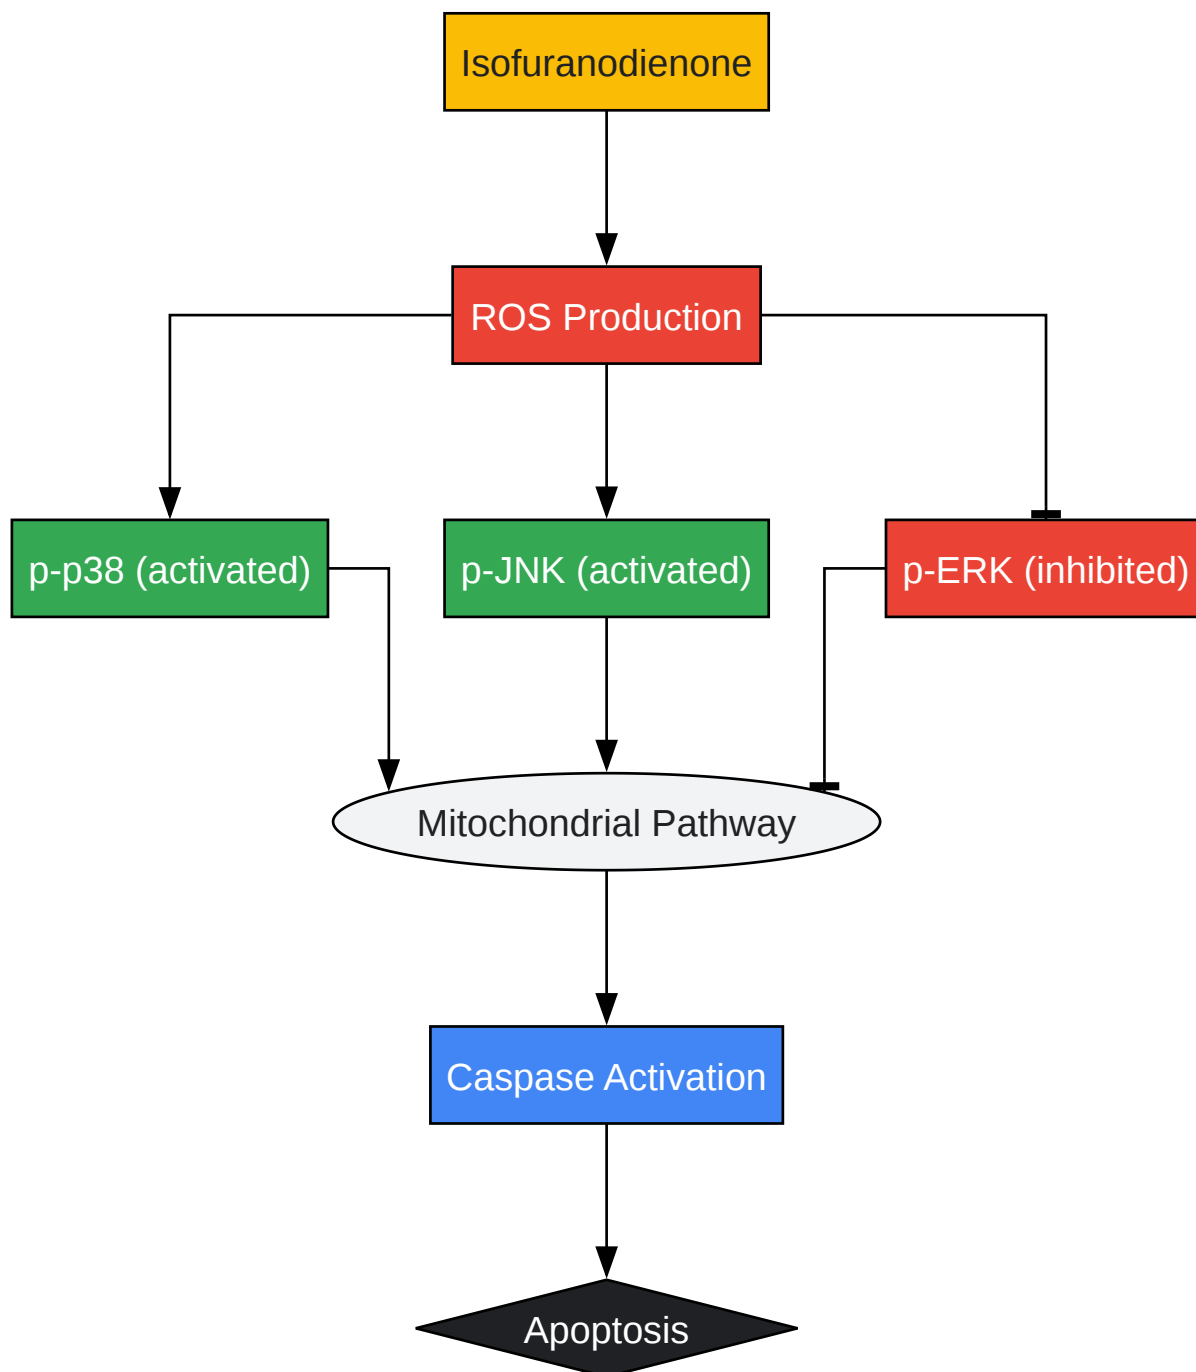 Isofuranodienone
ROS Production
p-p38 (activated)
p-JNK (activated)
p-ERK (inhibited)
Mitochondrial Pathway
Caspase Activation
Apoptosis